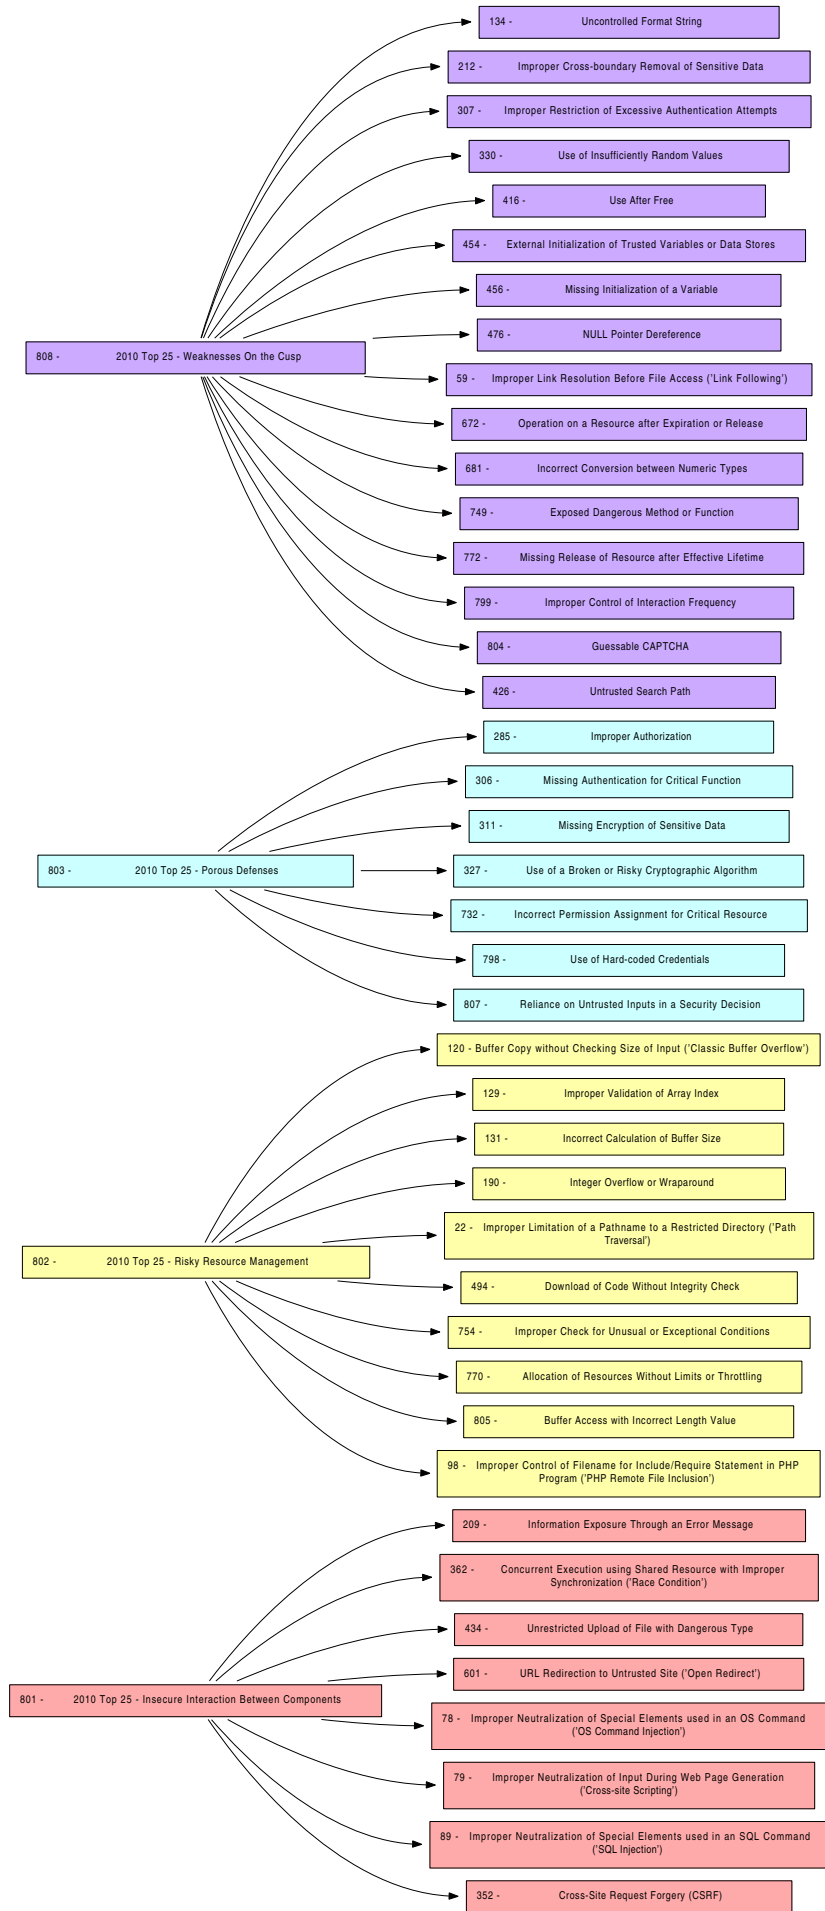 134 - Uncontrolled Format String
212 - Improper Cross-boundary Removal of Sensitive Data
307 - Improper Restriction of Excessive Authentication Attempts
330 - Use of Insufficiently Random Values
416 - Use After Free
454 - External Initialization of Trusted Variables or Data Stores
456 - Missing Initialization of a Variable
476 - NULL Pointer Dereference
808 - 2010 Top 25 - Weaknesses On the Cusp
59 - Improper Link Resolution Before File Access ('Link Following')
672 - Operation on a Resource after Expiration or Release
681 - Incorrect Conversion between Numeric Types
749 - Exposed Dangerous Method or Function
772 - Missing Release of Resource after Effective Lifetime
799 - Improper Control of Interaction Frequency
804 - Guessable CAPTCHA
426 - Untrusted Search Path
285 - Improper Authorization
306 - Missing Authentication for Critical Function
311 - Missing Encryption of Sensitive Data
803 - 2010 Top 25 - Porous Defenses
327 - Use of a Broken or Risky Cryptographic Algorithm
732 - Incorrect Permission Assignment for Critical Resource
798 - Use of Hard-coded Credentials
807 - Reliance on Untrusted Inputs in a Security Decision
120 - Buffer Copy without Checking Size of Input ('Classic Buffer Overflow')
129 - Improper Validation of Array Index
131 - Incorrect Calculation of Buffer Size
190 - Integer Overflow or Wraparound
22 - Improper Limitation of a Pathname to a Restricted Directory ('Path
Traversal')
802 - 2010 Top 25 - Risky Resource Management
494 - Download of Code Without Integrity Check
754 - Improper Check for Unusual or Exceptional Conditions
770 - Allocation of Resources Without Limits or Throttling
805 - Buffer Access with Incorrect Length Value
98 - Improper Control of Filename for Include/Require Statement in PHP
Program ('PHP Remote File Inclusion')
209 - Information Exposure Through an Error Message
362 - Concurrent Execution using Shared Resource with Improper
Synchronization ('Race Condition')
434 - Unrestricted Upload of File with Dangerous Type
601 - URL Redirection to Untrusted Site ('Open Redirect')
801 - 2010 Top 25 - Insecure Interaction Between Components
78 - Improper Neutralization of Special Elements used in an OS Command
('OS Command Injection')
79 - Improper Neutralization of Input During Web Page Generation
('Cross-site Scripting')
89 - Improper Neutralization of Special Elements used in an SQL Command
('SQL Injection')
352 - Cross-Site Request Forgery (CSRF)